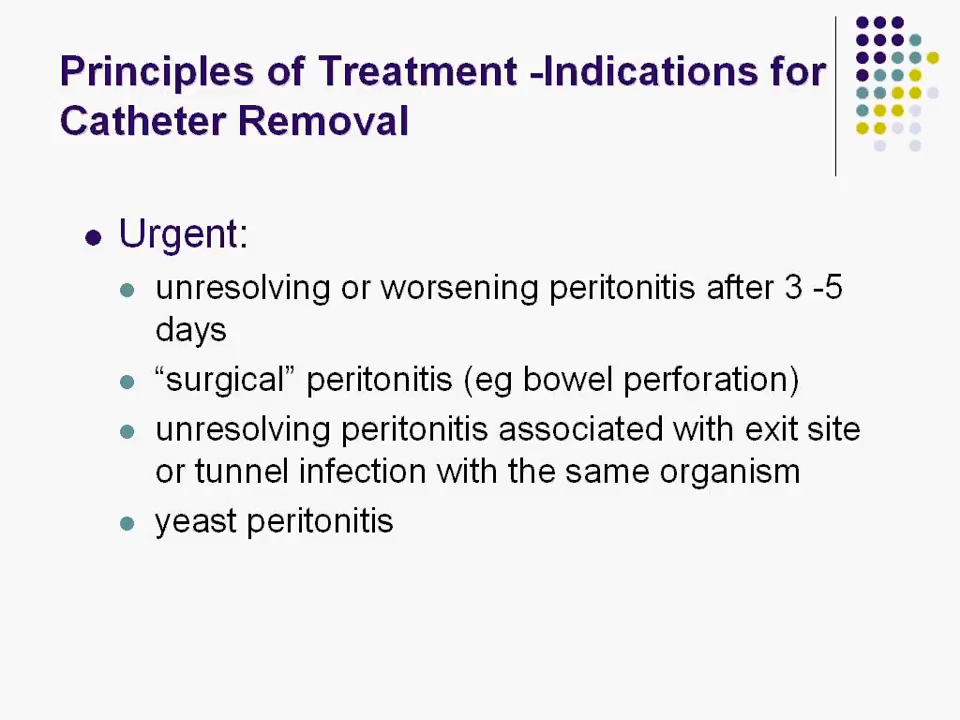 Principles of Treatment -Indications for
Catheter Removal
Urgent:
unresolving or worsening peritonitis after 3 -5
days
“surgical” peritonitis (eg bowel perforation)
unresolving peritonitis associated with exit site
or tunnel infection with the same organism
yeast peritonitis